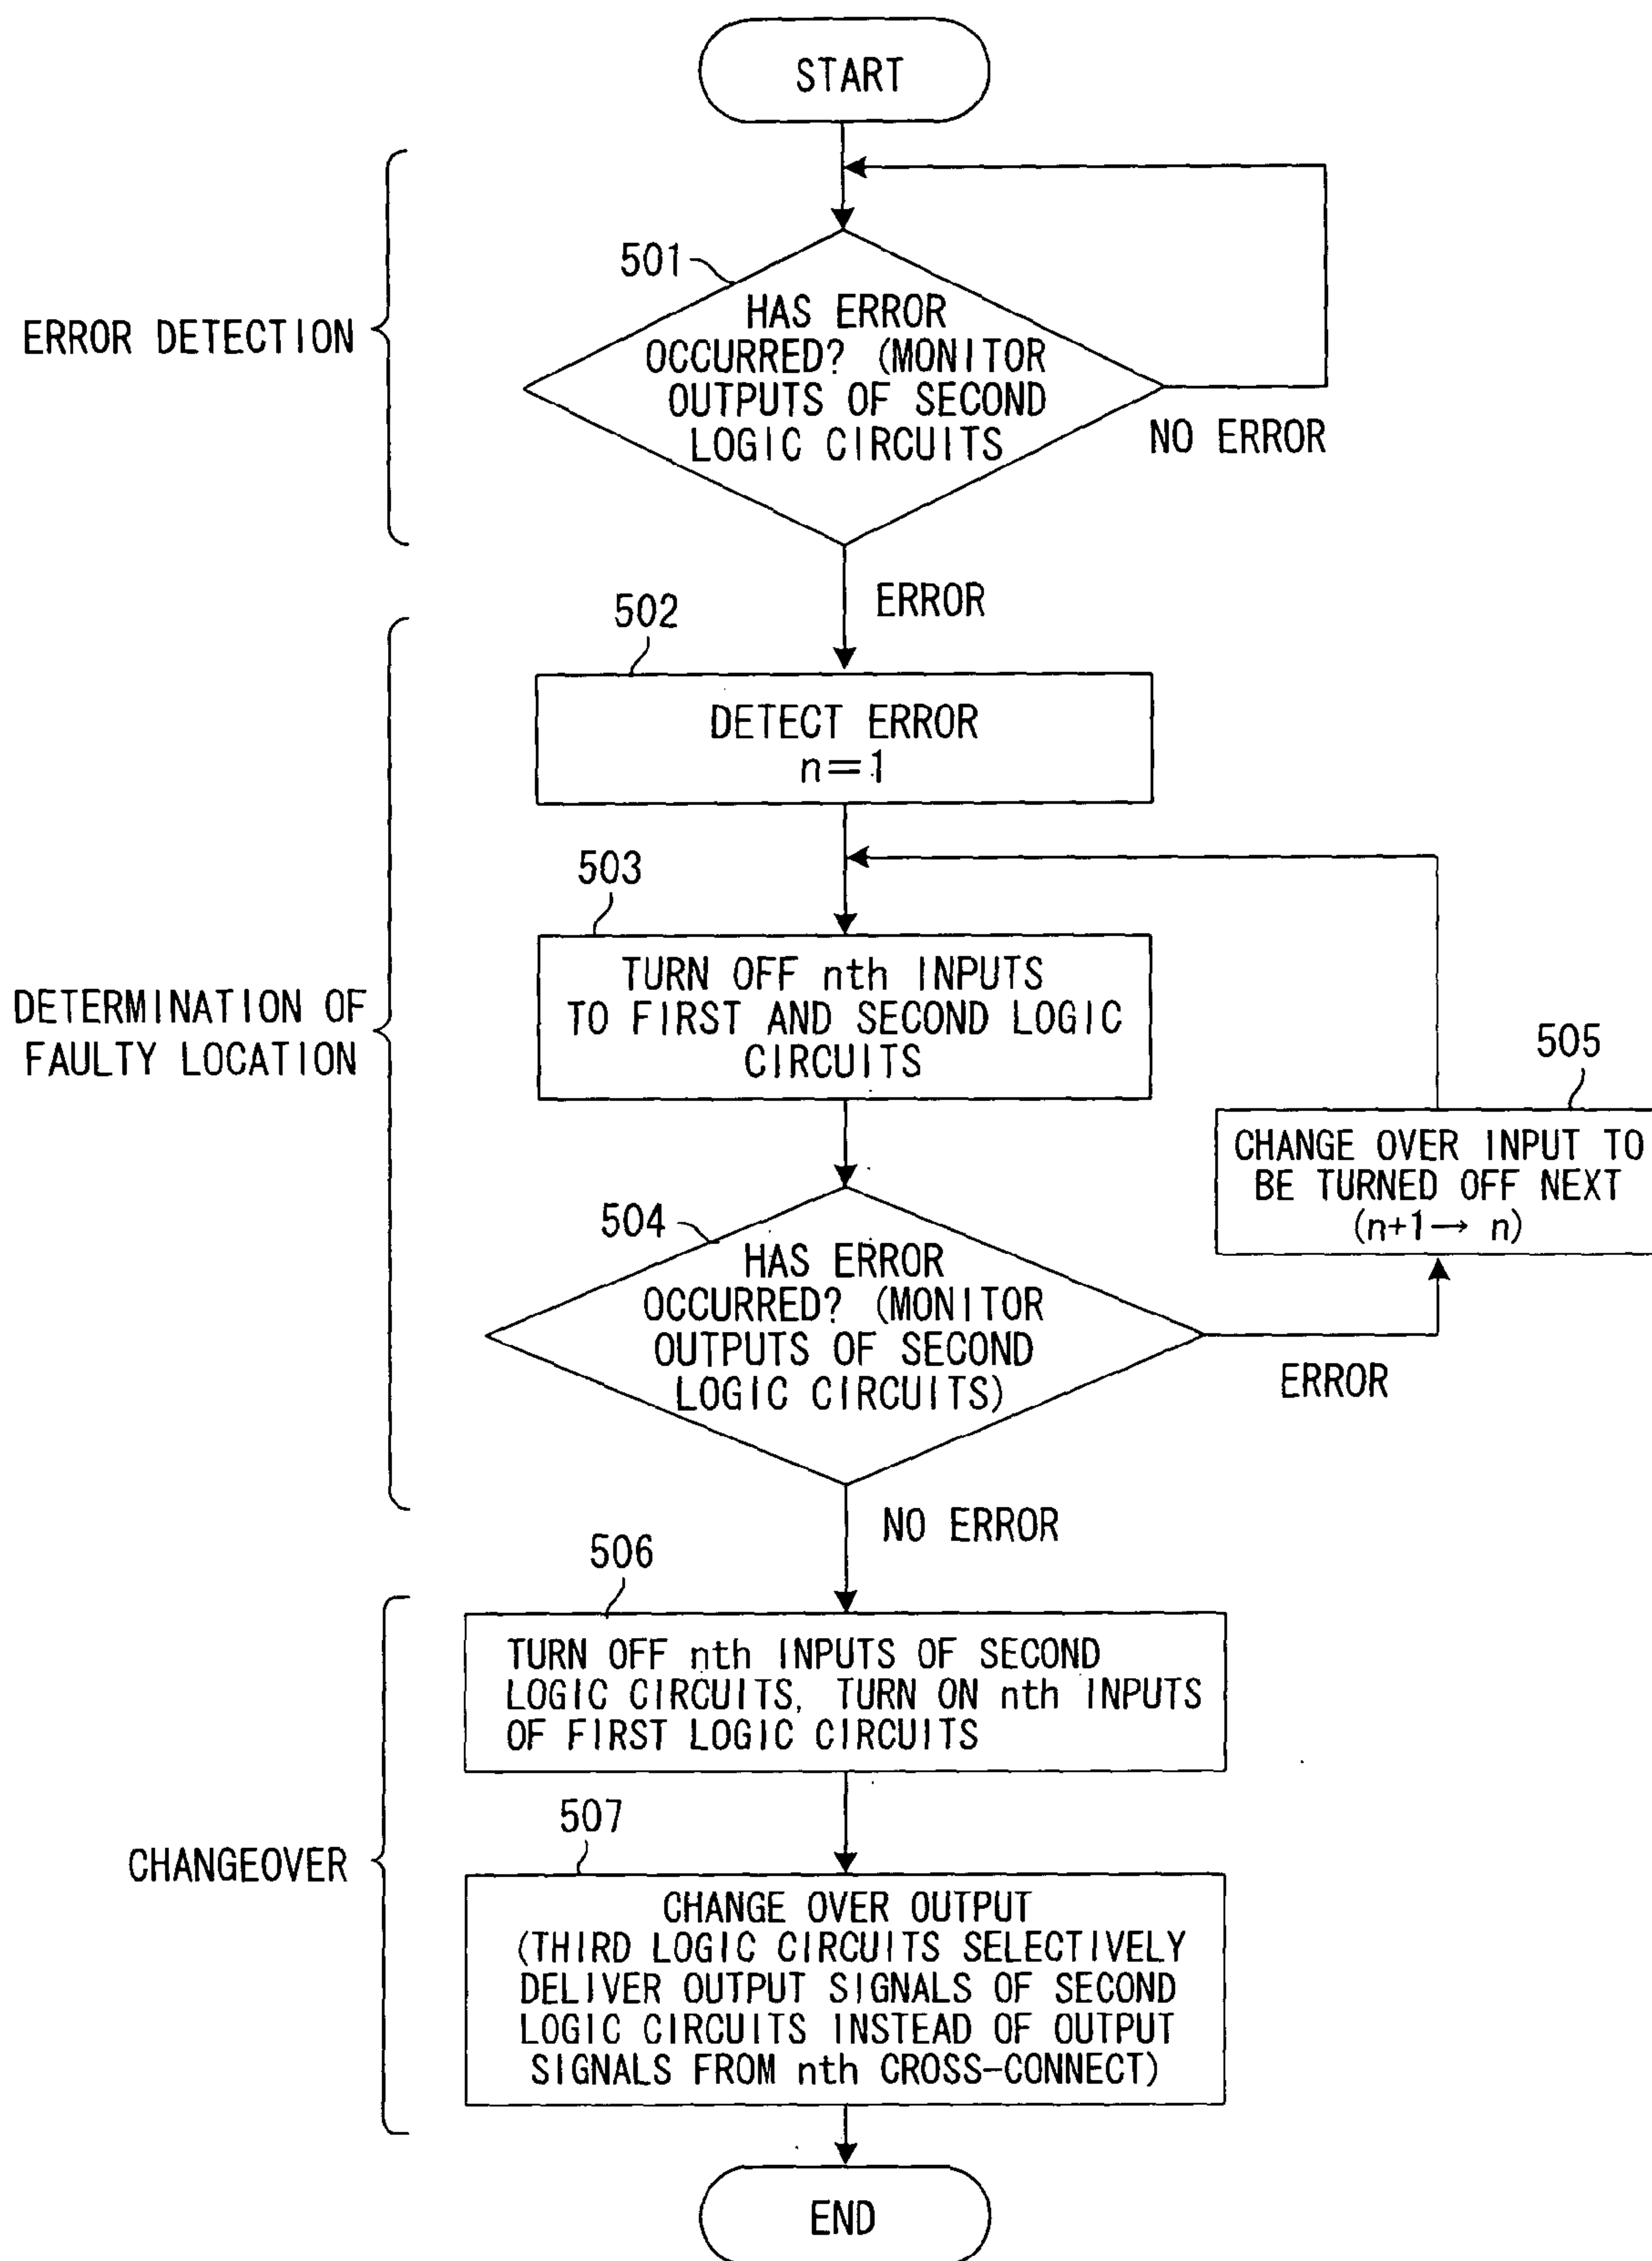 START
501
HAS ERROR
OCCURRED? (MONITOR
OUTPUTS OF SECOND
LOGIC CIRCUITS
ERROR DETECTION
NO ERROR
ERROR
502
DETECT ERROR
n=1
503
TURN OFF nth INPUTS
TO FIRST AND SECOND LOGIC
CIRCUITS
DETERMINATION OF
FAULTY LOCATION
505
CHANGE OVER INPUT TO
BE TURNED OFF NEXT
(n+1→ n)
504
HAS ERROR
OCCURRED? (MONITOR
OUTPUTS OF SECOND
LOGIC CIRCUITS)
ERROR
NO ERROR
506
TURN OFF nth INPUTS OF SECOND
LOGIC CIRCUITS, TURN ON nth INPUTS
OF FIRST LOGIC CIRCUITS
507
CHANGEOVER
CHANGE OVER OUTPUT
(THIRD LOGIC CIRCUITS SELECTIVELY
DELIVER OUTPUT SIGNALS OF SECOND
LOGIC CIRCUITS INSTEAD OF OUTPUT
SIGNALS FROM nth CROSS-CONNECT)
END